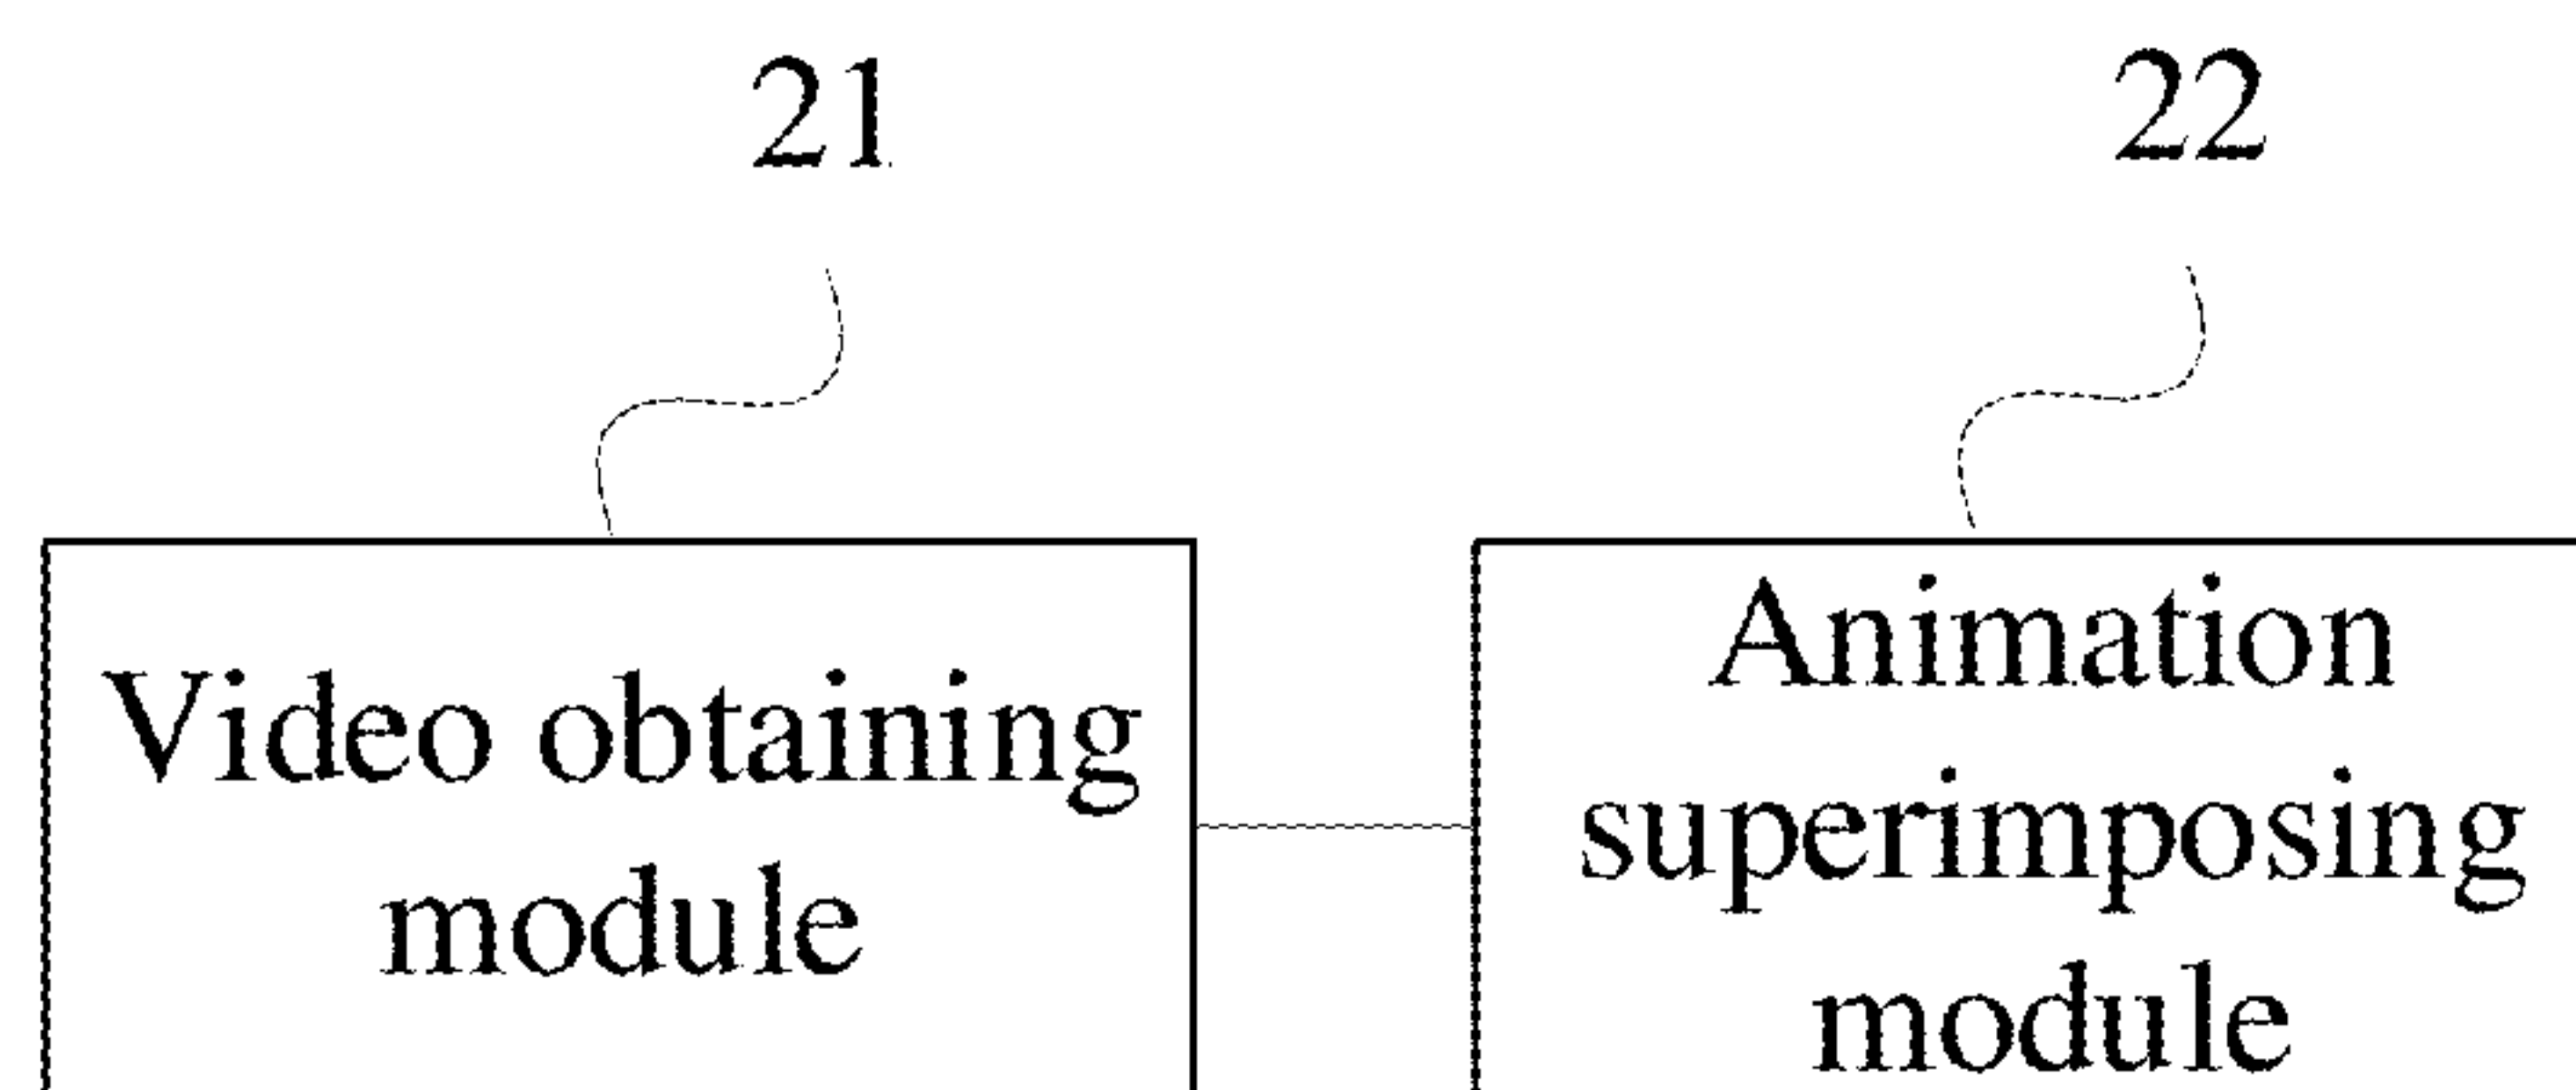 21
22
Video obtaining
module
Animation
superimposing
module